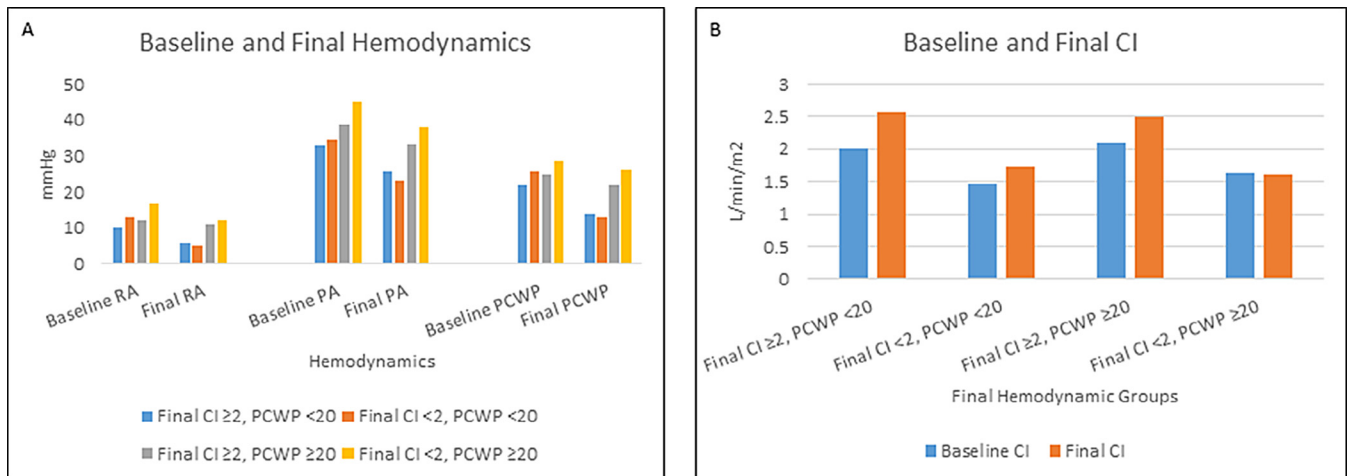 A
Baseline and Final Hemodynamics
50
40
30
20
10
0
mmHg
Baseline RA
Final RA
Baseline PA
Final PA
Baseline PCWP
Final PCWP
Hemodynamics
Final CI ≥2, PCWP <20
Final CI <2, PCWP <20
Final CI ≥2, PCWP ≥20
Final CI <2, PCWP ≥20
B
Baseline and Final CI
3
2.5
2
1.5
1
0.5
0
L/min/m2
Final CI ≥2, PCWP <20
Final CI <2, PCWP <20
Final CI ≥2, PCWP ≥20
Final CI <2, PCWP ≥20
Final Hemodynamic Groups
Baseline CI
Final CI